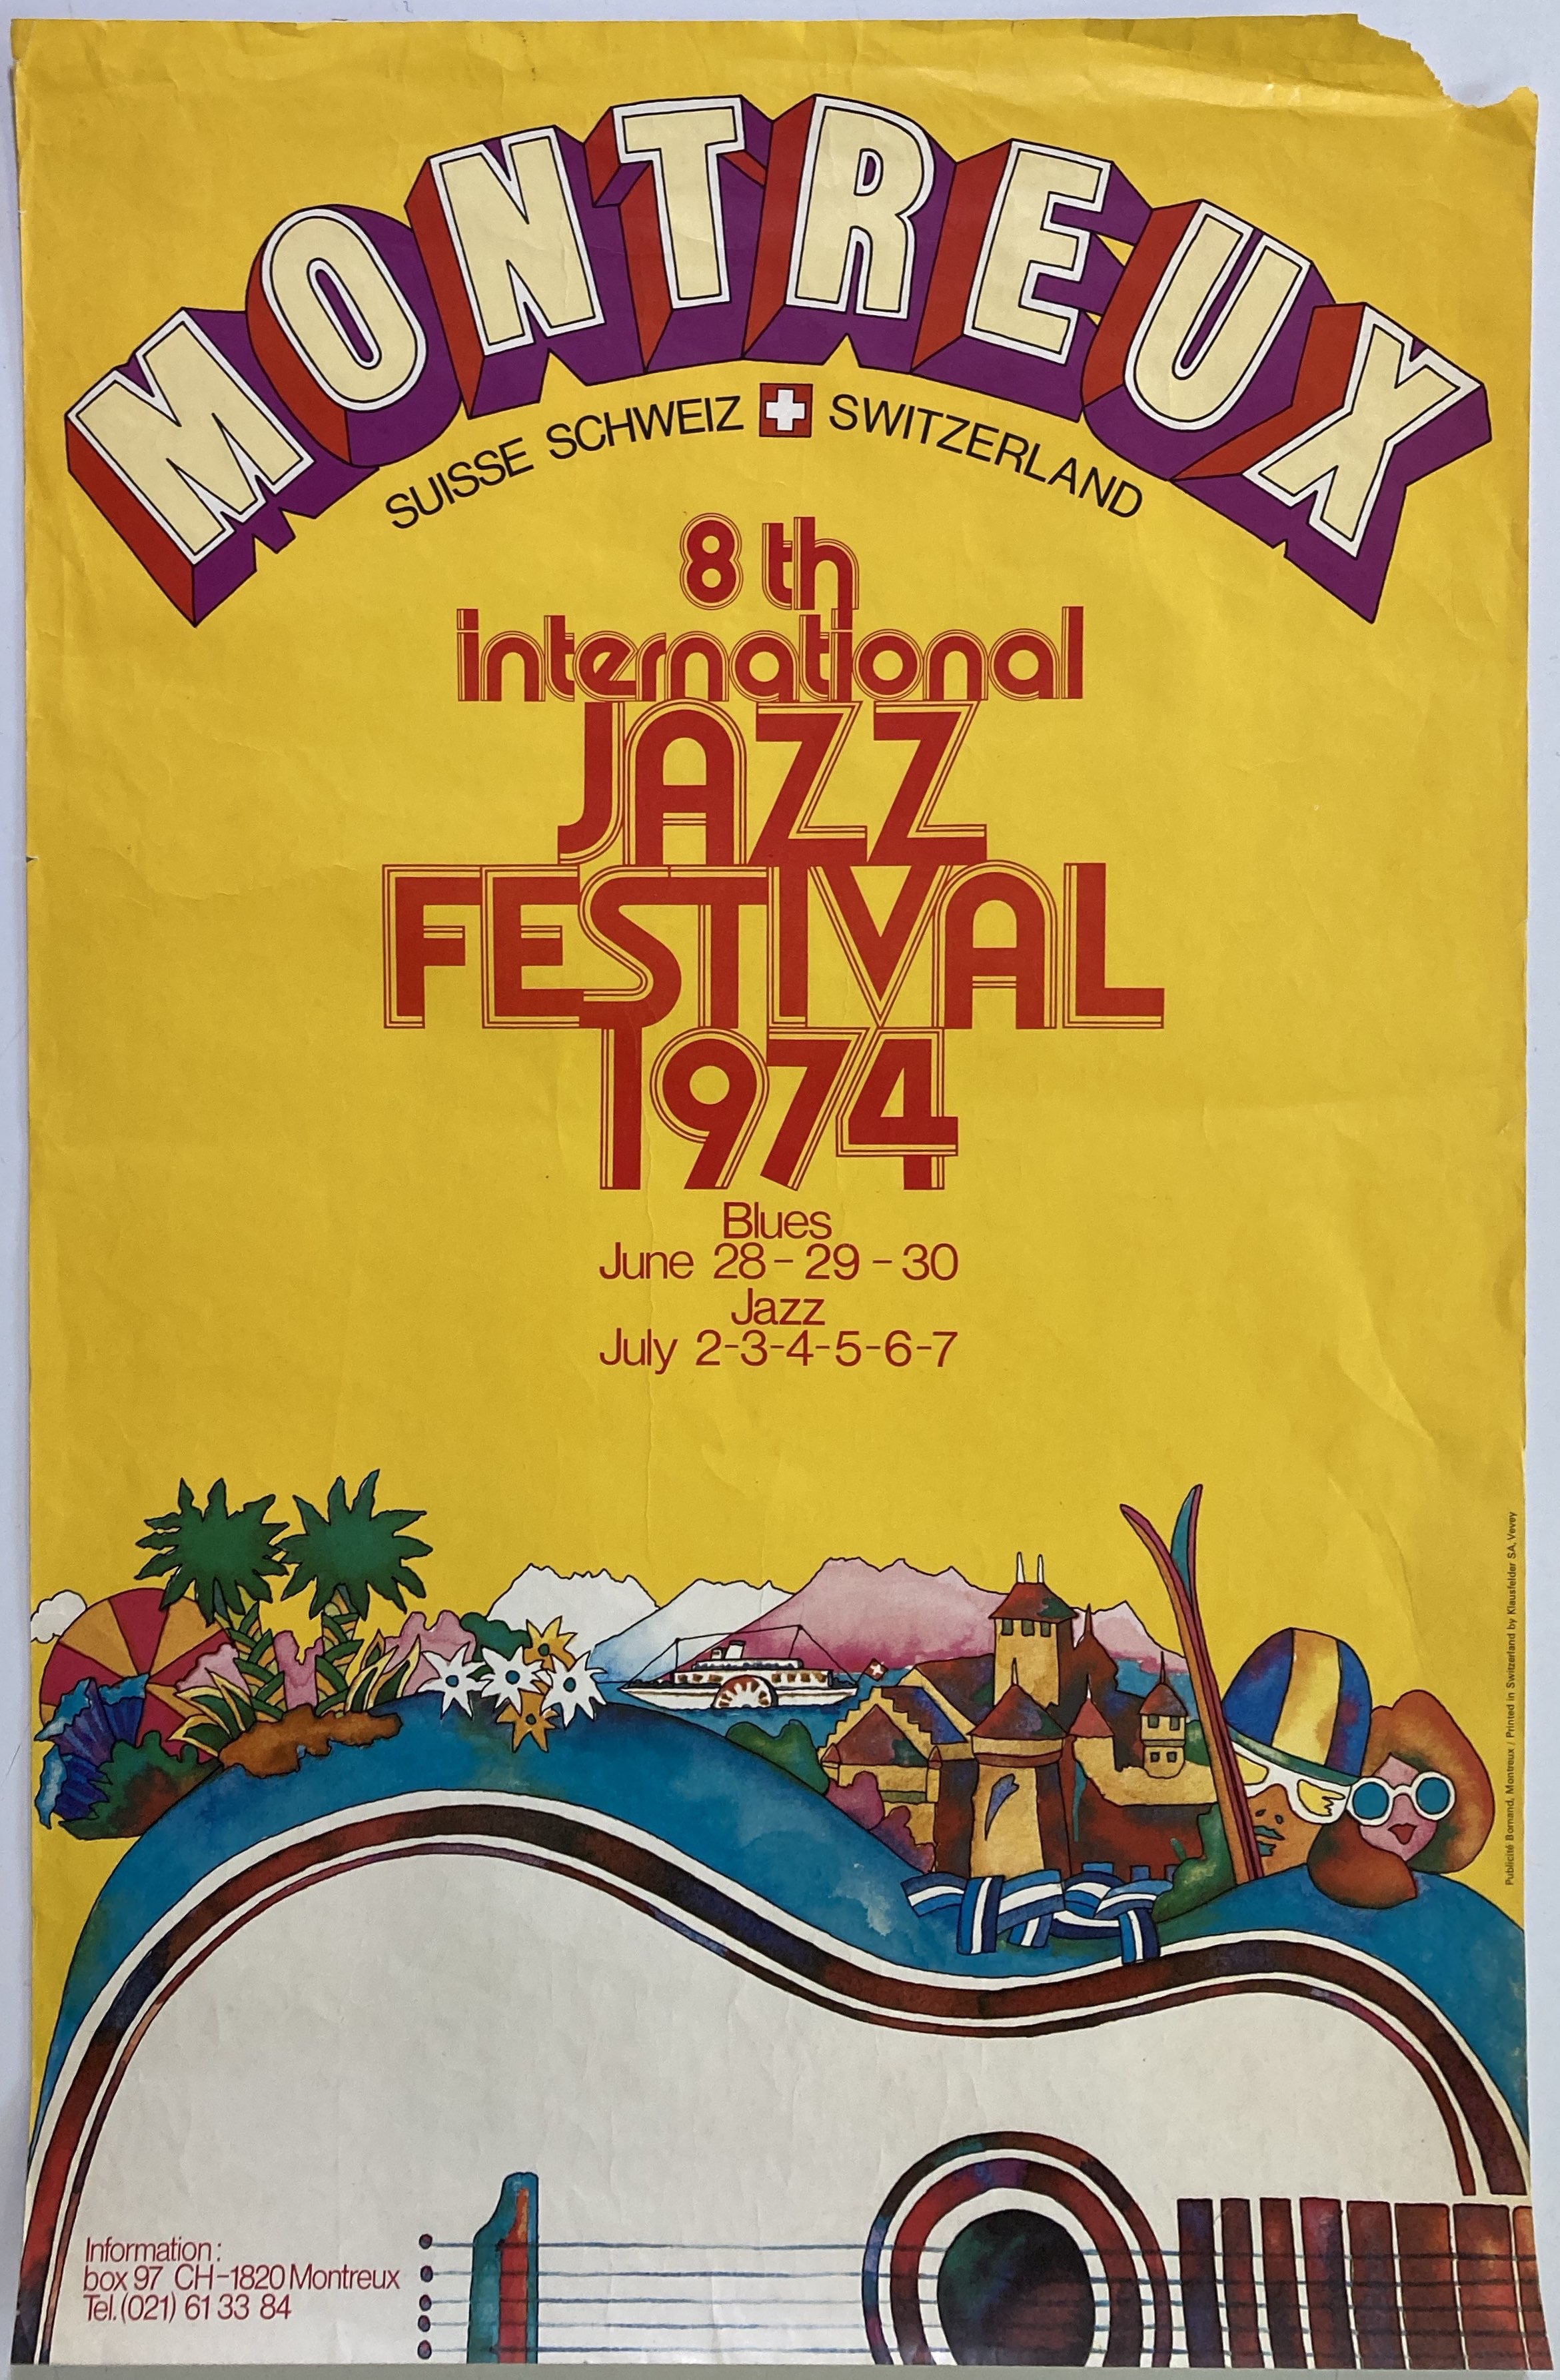 MONTREUX
SUISSE SCHWEIZ SWITZERLAND
8 th
international
JAZZ
FESTIVAL
1974
Blues
June 28 - 29 - 30
Jazz
July 2-3-4-5-6-7
Publicité Bornand, Montreux / Printed in Switzerland by Klausfelder SA, Vevey
Information :
box 97 CH-1820 Montreux
Tel. (021) 61 33 84